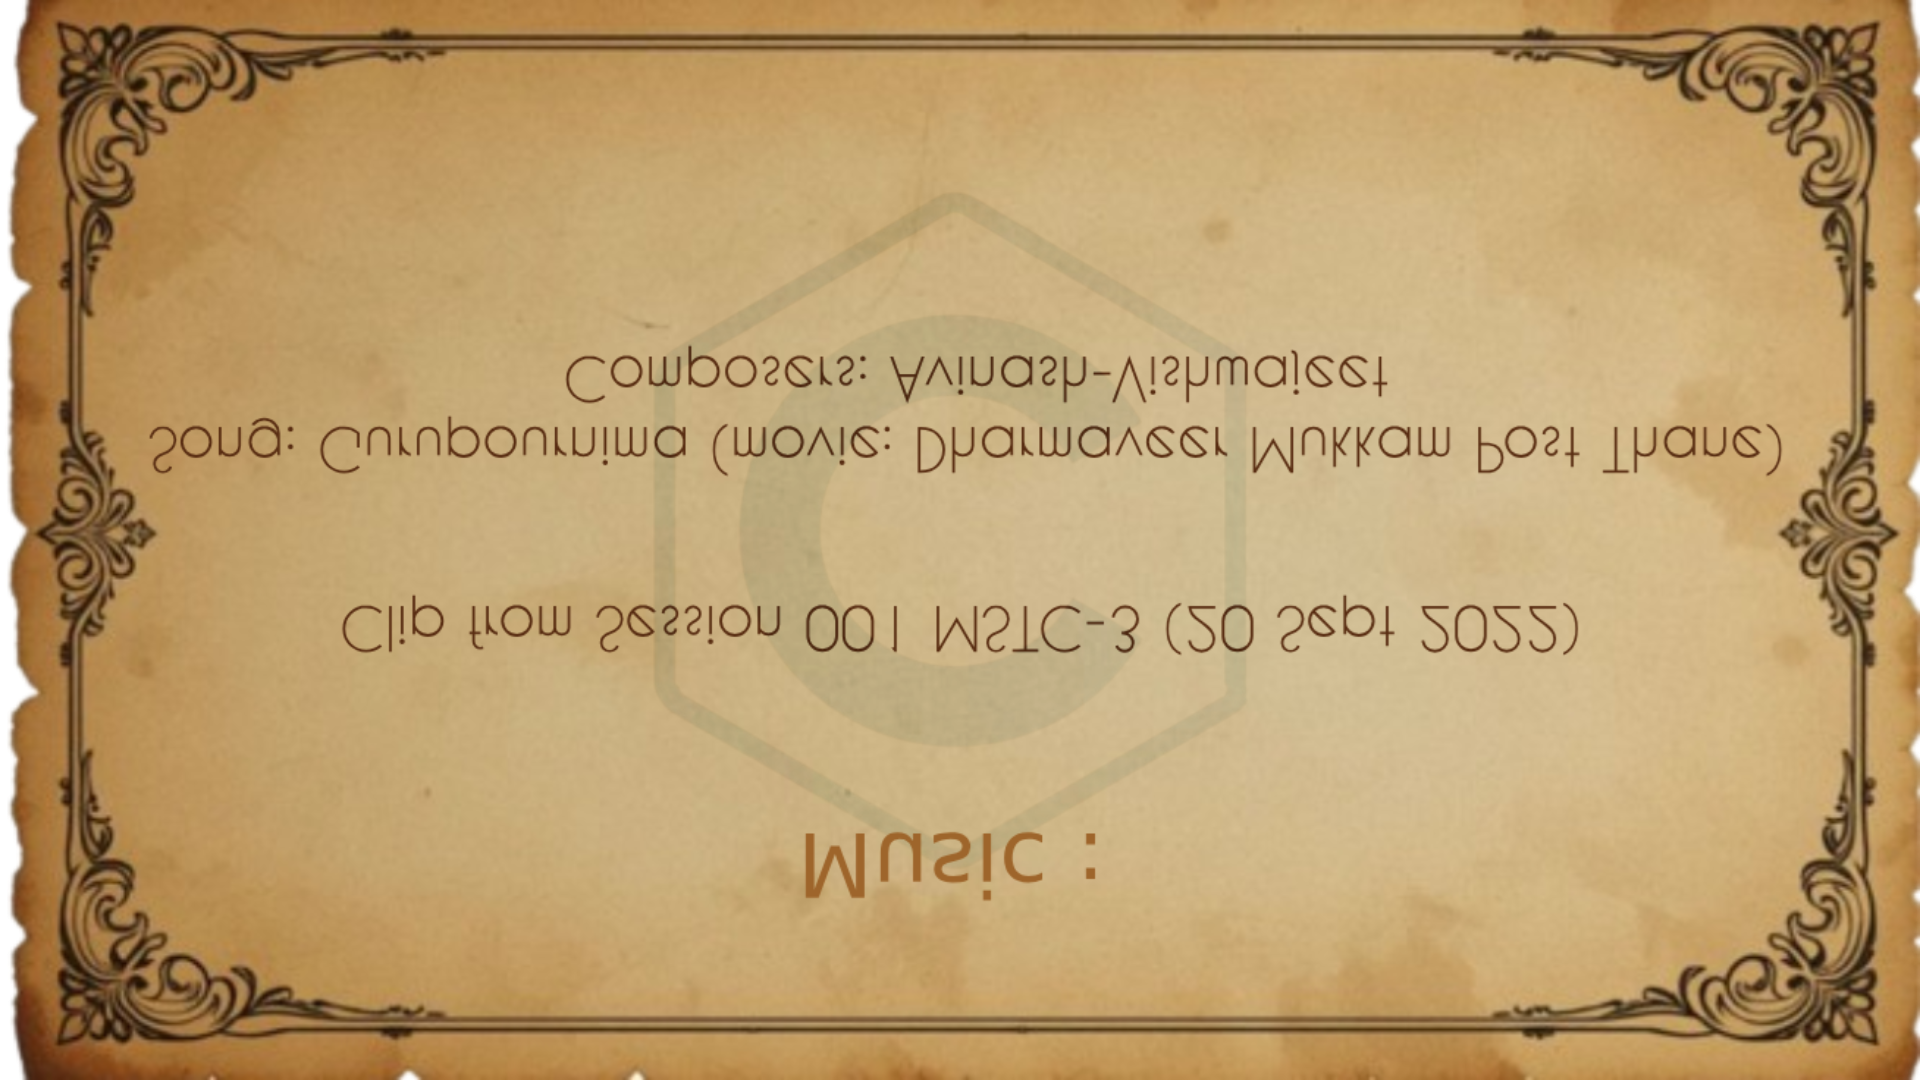 Music :
Clip from Session 001 MSTC-3 (20 Sept 2022)
Song: Gurupournima (movie: Dharmaveer Mukkam Post Thane)
Composers: Avinash-Vishwajeet